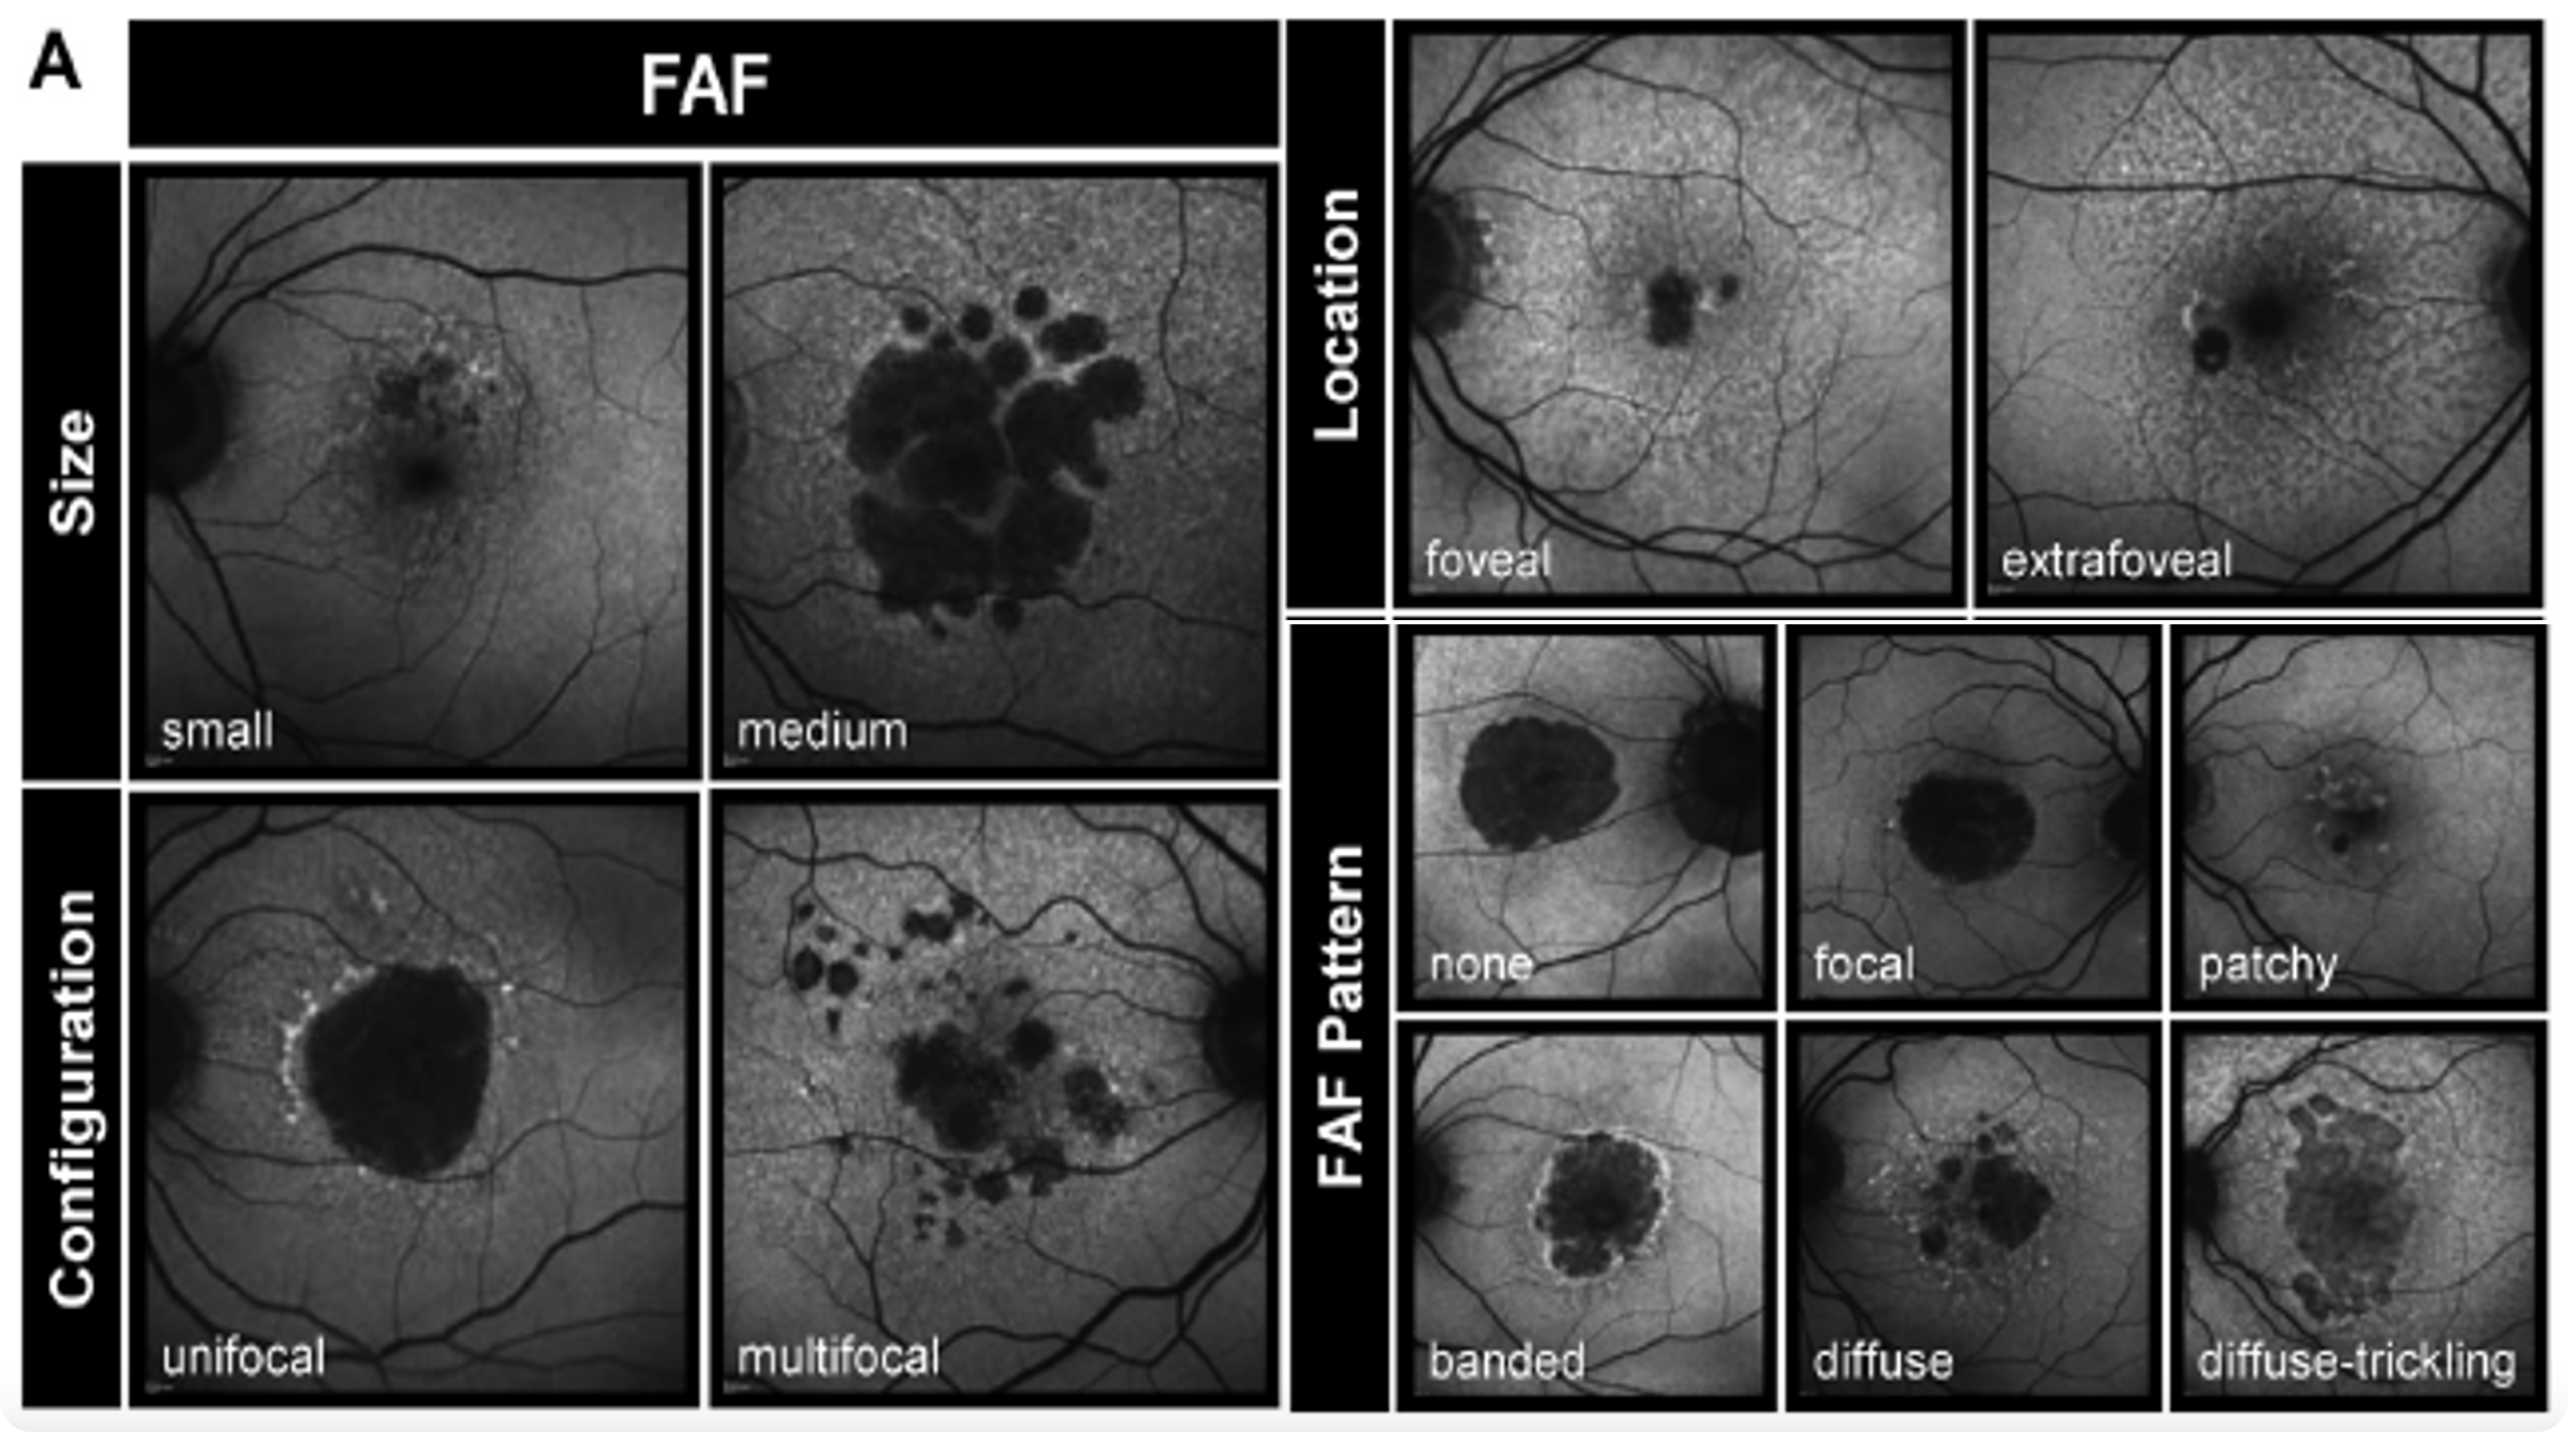 A
FAF
Size
small
medium
Configuration
unifocal
multifocal
Location
foveal
extrafoveal
FAF Pattern
none
focal
patchy
banded
diffuse
diffuse-trickling